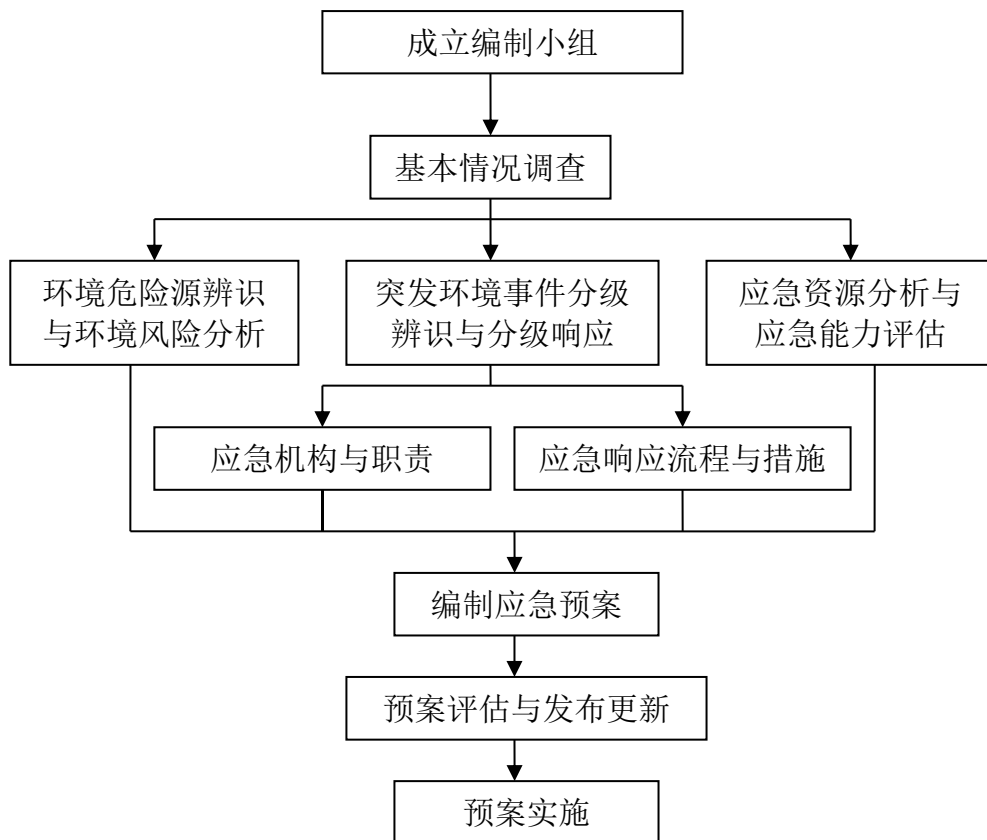 成立编制小组
基本情况调查
环境危险源辨识
与环境风险分析
突发环境事件分级
辨识与分级响应
应急资源分析与
应急能力评估
应急机构与职责
应急响应流程与措施
编制应急预案
预案评估与发布更新
预案实施